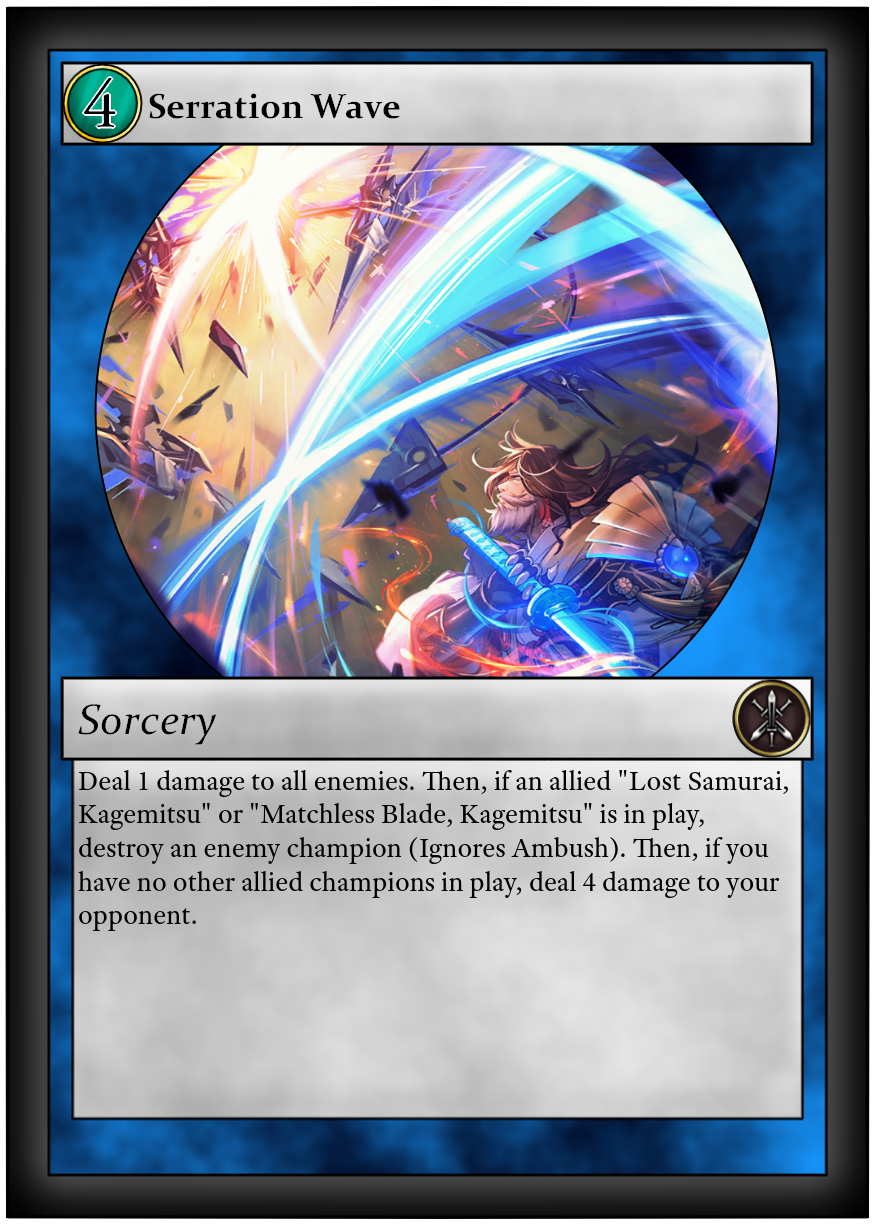 4 Serration Wave
Sorcery
Deal 1 damage to all enemies. Then, if an allied "Lost Samurai,
Kagemitsu" or "Matchless Blade, Kagemitsu" is in play,
destroy an enemy champion (Ignores Ambush). Then, if you
have no other allied champions in play, deal 4 damage to your
opponent.